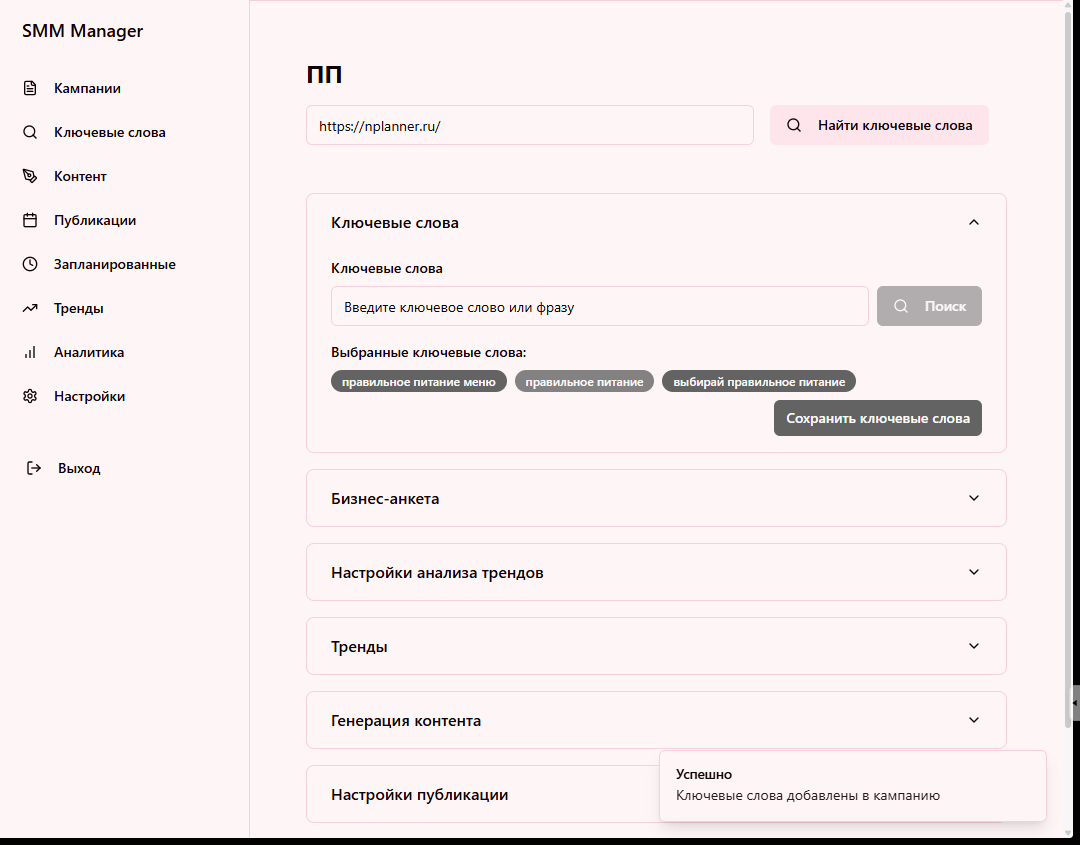 SMM Manager
Кампании
Ключевые слова
Контент
Публикации
Запланированные
Тренды
Аналитика
Настройки
Выход
ПП
https://nplanner.ru/
Найти ключевые слова
Ключевые слова
Ключевые слова
Введите ключевое слово или фразу
Поиск
Выбранные ключевые слова:
правильное питание меню правильное питание выбирай правильное питание
Сохранить ключевые слова
Бизнес-анкета
Настройки анализа трендов
Тренды
Генерация контента
Настройки публикации
Успешно
Ключевые слова добавлены в кампанию